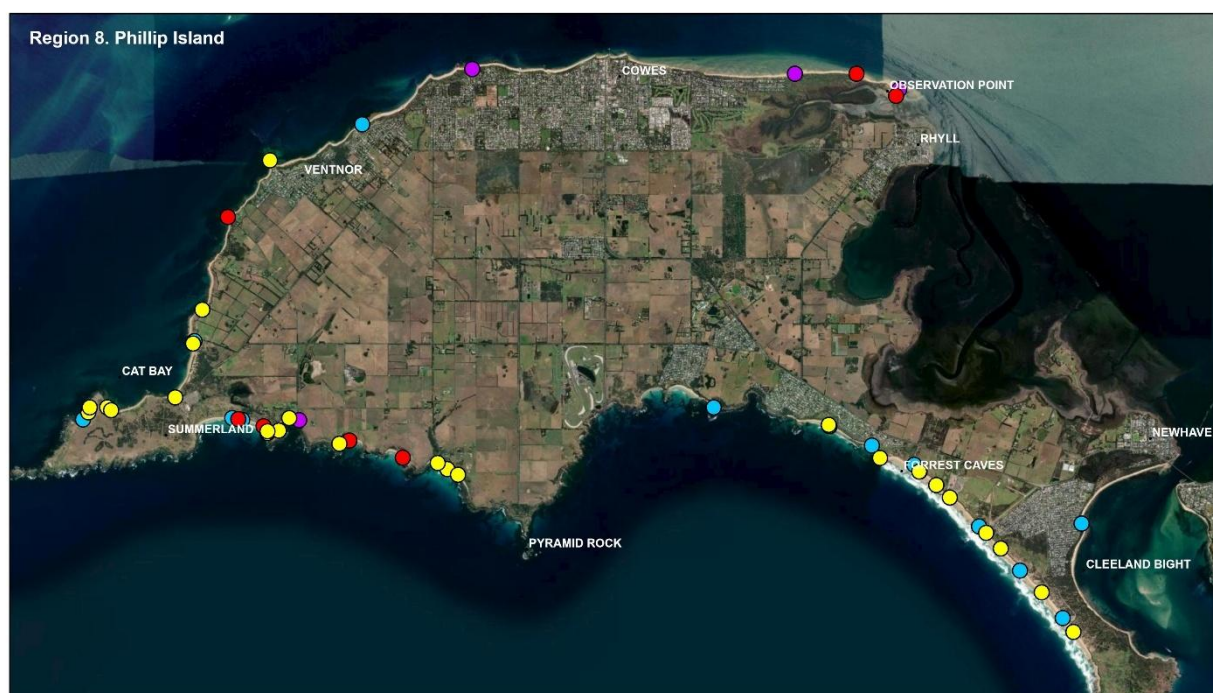 Region 8. Phillip Island
COWES
OBSERVATION POINT
RHYLL
VENTNOR
CAT BAY
SUMMERLAND
NEWHAVE
FORREST CAVES
PYRAMID ROCK
CLEELAND BIGHT